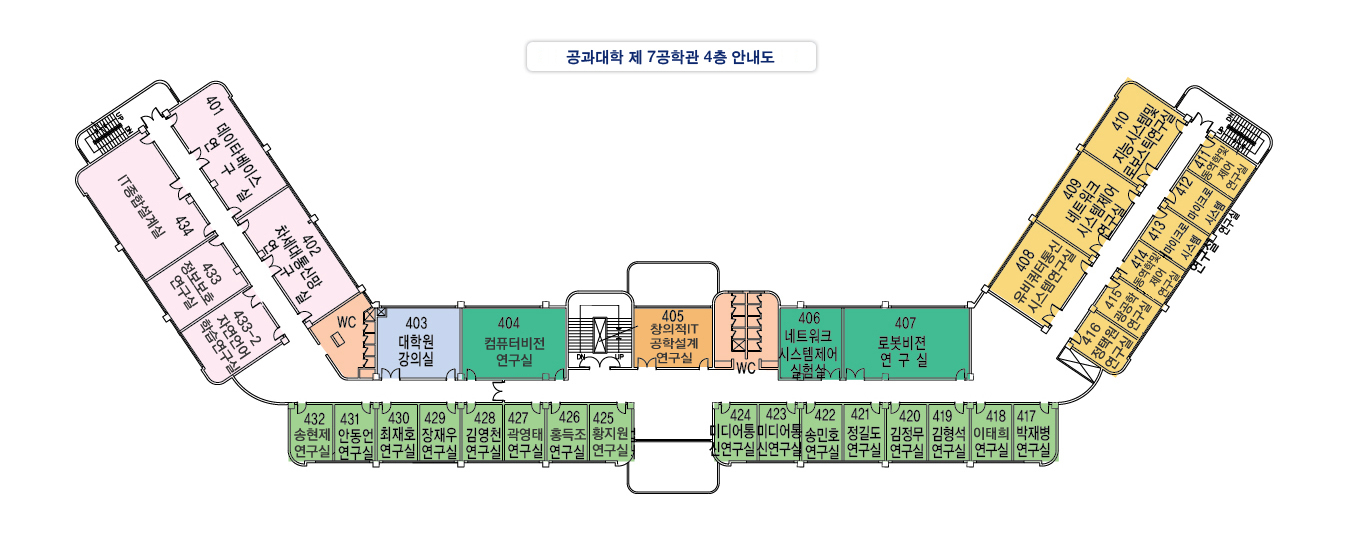 공과대학 제 7공학관 4층 안내도
401
데이타베이스
연 구 실
402
차세대통신망
연 구 실
IT종합설계실
434
433
정보보호
연구실
433-2
자연언어
학습연구실
WC
403
대학원
강의실
404
컴퓨터비전
연구실
DN
UP
405
창의적IT
공학설계
연구실
WC
406
네트워크
시스템제어
실험실
407
로봇비젼
연 구 실
408
유비쿼터통신
시스템연구실
409
네트워크
시스템제어
연구실
410
지능시스템및
로보스틱연구실
411
동역학및
제어
연구실
412
마이크로
시스템
연구실
413
마이크로
시스템
연구실
414
동역학및
제어
연구실
415
광공학
연구실
416
정택원
연구실
432
송현제
연구실
431
안동언
연구실
430
최재호
연구실
429
장재우
연구실
428
김영천
연구실
427
곽영태
연구실
426
홍득조
연구실
425
황지원
연구실
424
미디어통
신연구실
423
미디어통
신연구실
422
송민호
연구실
421
정길도
연구실
420
김정무
연구실
419
김형석
연구실
418
이태희
연구실
417
박재병
연구실